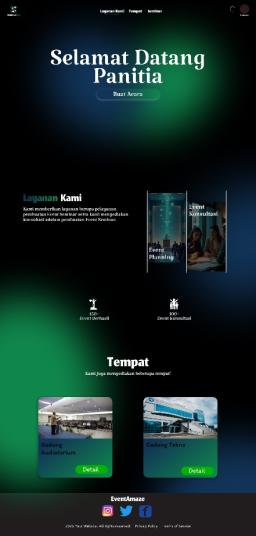 Layanan Kami Tempat Seminar
Selamat Datang
Panitia
Buat Acara
Layanan Kami
Kami memberikan layanan berupa pelayanan
pembuatan Event Seminar serta kami menyediakan
konsultasi sebelum pembuatan Event Seminar.
Event
Planning
Event
Konsultasi
150+
Event Berhasil
100+
Event Konsultasi
Tempat
Kami juga menyediakan beberapa tempat!
Gedung
Auditorium
Detail
Gedung Tekno
Detail
EventAmaze
Your Website. All rights reserved. Privacy Policy Terms of Service